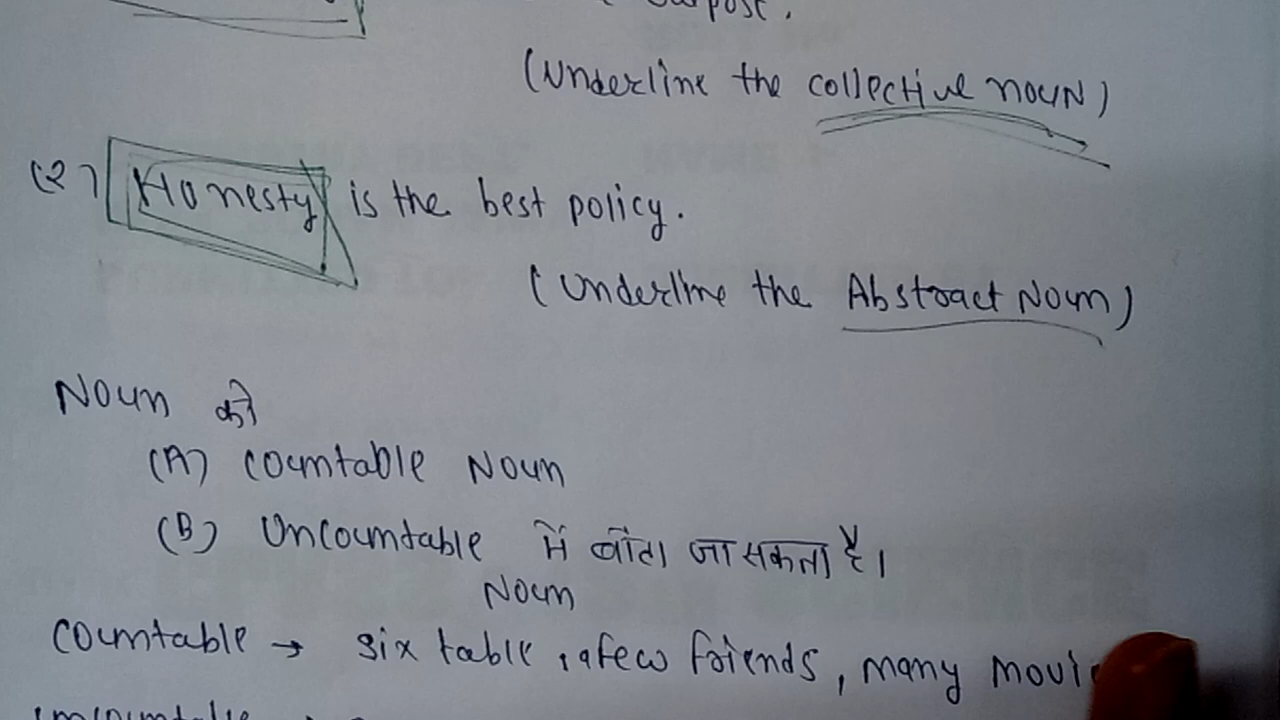 (Underline the collective noun)
(2) Honesty is the best policy.
(Underline the Abstract Noun)
Noun को
(A) Countable Noun
(B) Uncountable में बाँटा जा सकता है।
Noun
Countable → six table, a few friends, many movi